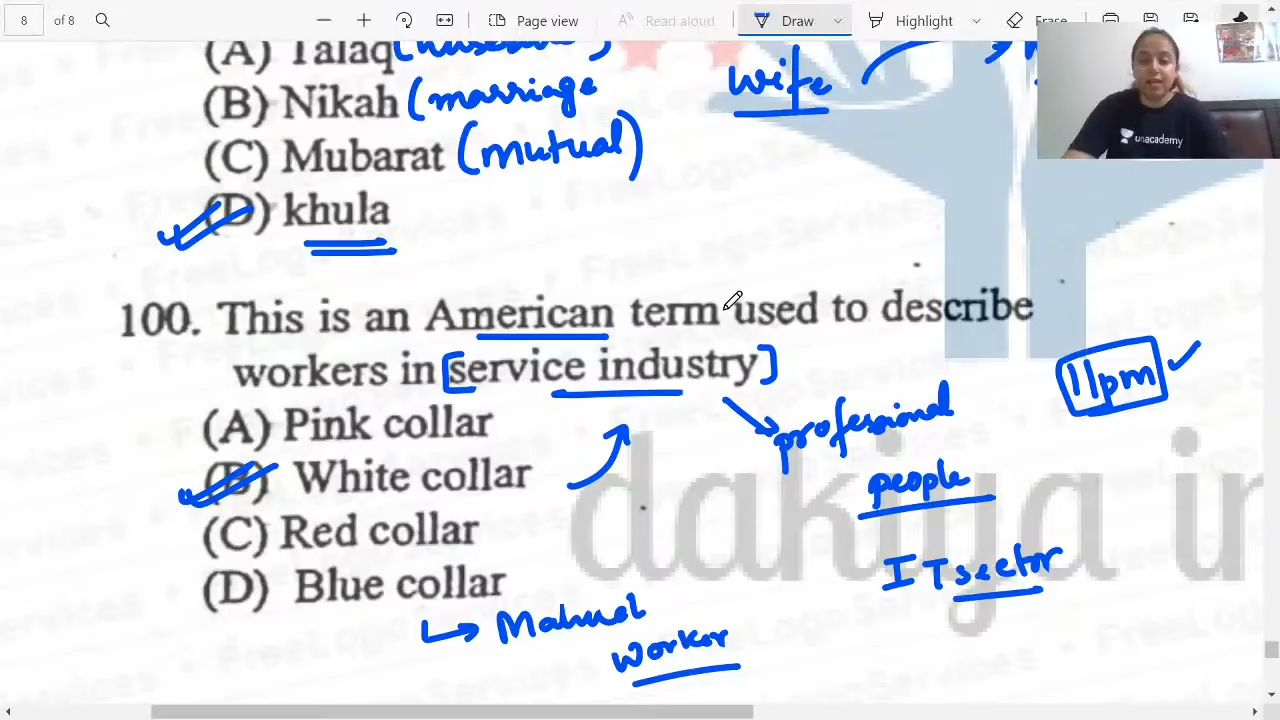 8 of 8 Page view Read aloud Draw Highlight Erase
(A) Talaq
(B) Nikah (marriage
wife
(C) Mubarat (mutual)
(D) khula
unacademy
100. This is an American term used to describe
workers in [service industry]
11pm
(A) Pink collar
professional
(B) White collar
people
(C) Red collar
IT sector
(D) Blue collar
Manual
worker
dakiya in